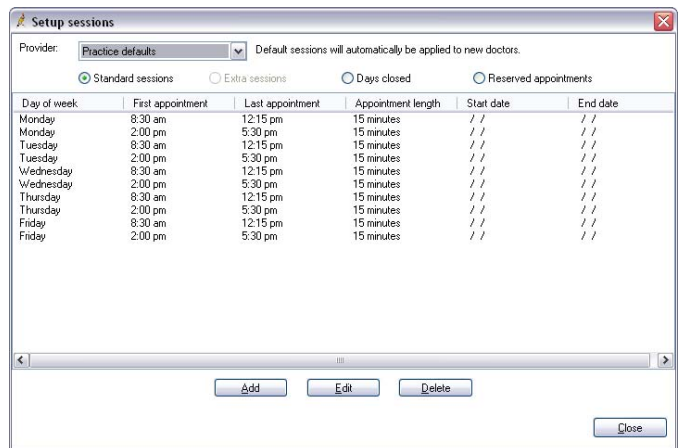 Setup sessions
Provider: Practice defaults Default sessions will automatically be applied to new doctors.
Standard sessions Extra sessions Days closed Reserved appointments
Day of week First appointment Last appointment Appointment length Start date End date
Monday 8:30 am 12:15 pm 15 minutes / / / /
Monday 2:00 pm 5:30 pm 15 minutes / / / /
Tuesday 8:30 am 12:15 pm 15 minutes / / / /
Tuesday 2:00 pm 5:30 pm 15 minutes / / / /
Wednesday 8:30 am 12:15 pm 15 minutes / / / /
Wednesday 2:00 pm 5:30 pm 15 minutes / / / /
Thursday 8:30 am 12:15 pm 15 minutes / / / /
Thursday 2:00 pm 5:30 pm 15 minutes / / / /
Friday 8:30 am 12:15 pm 15 minutes / / / /
Friday 2:00 pm 5:30 pm 15 minutes / / / /
Add Edit Delete
Close